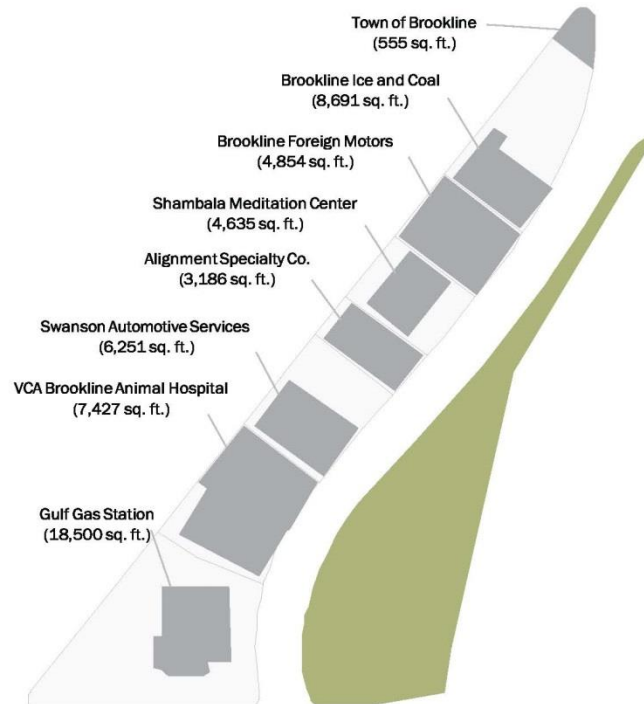 Town of Brookline
(555 sq. ft.)
Brookline Ice and Coal
(8,691 sq. ft.)
Brookline Foreign Motors
(4,854 sq. ft.)
Shambala Meditation Center
(4,635 sq. ft.)
Alignment Specialty Co.
(3,186 sq. ft.)
Swanson Automotive Services
(6,251 sq. ft.)
VCA Brookline Animal Hospital
(7,427 sq. ft.)
Gulf Gas Station
(18,500 sq. ft.)